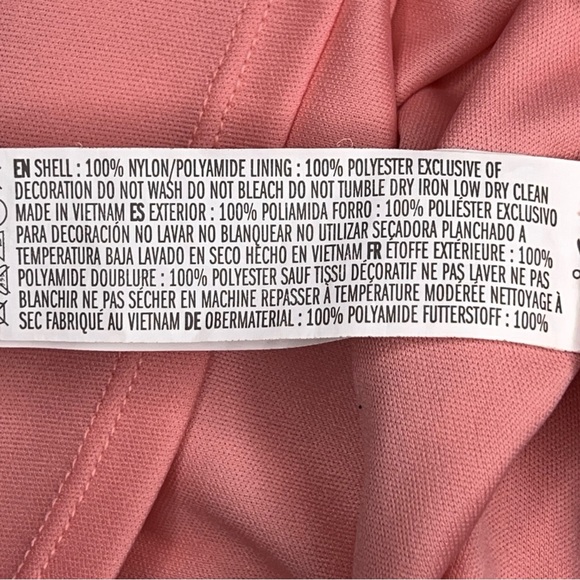 EN SHELL : 100% NYLON/POLYAMIDE LINING : 100% POLYESTER EXCLUSIVE OF
DECORATION DO NOT WASH DO NOT BLEACH DO NOT TUMBLE DRY IRON LOW DRY CLEAN
MADE IN VIETNAM ES EXTERIOR : 100% POLIAMIDA FORRO : 100% POLIÉSTER EXCLUSIVO
PARA DECORACIÓN NO LAVAR NO BLANQUEAR NO UTILIZAR SEÇADORA PLANCHADO A
TEMPERATURA BAJA LAVADO EN SECO HECHO EN VIETNAM FR ÉTOFFE EXTÉRIEURE : 100%
POLYAMIDE DOUBLURE : 100% POLYESTER SAUF TISSU DÉCORATIF NE PAS LAVER NE PAS
BLANCHIR NE PAS SÉCHER EN MACHINE REPASSER À TEMPÉRATURE MODÉRÉE NETTOYAGE À
SEC FABRIQUÉ AU VIETNAM DE OBERMATERIAL : 100% POLYAMIDE FUTTERSTOFF : 100%